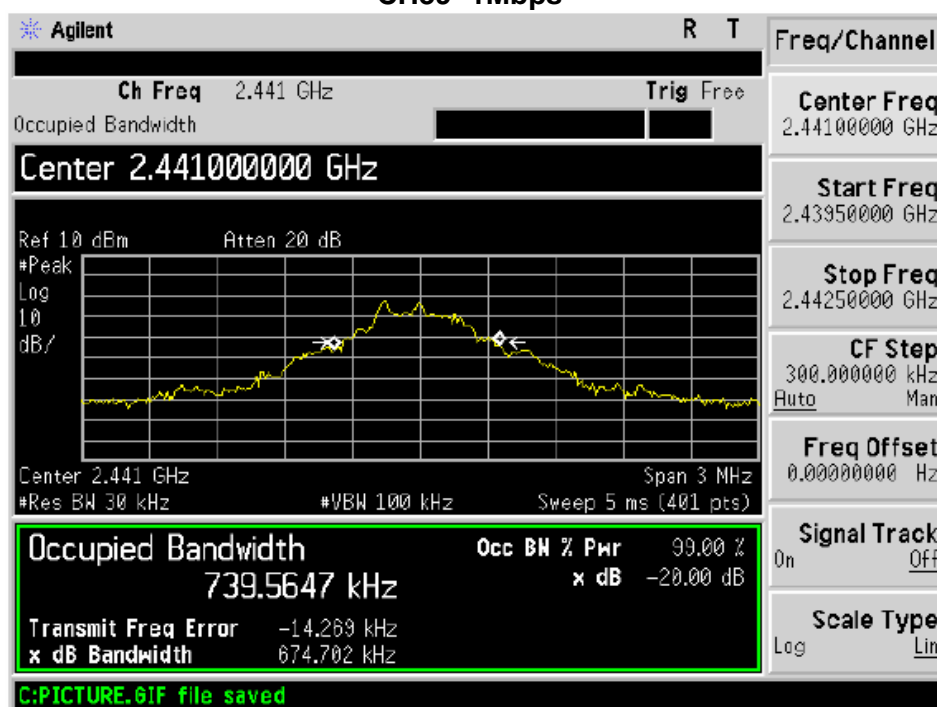 Agilent R T
Ch Freq 2.441 GHz Trig Free
Occupied Bandwidth
Center 2.441000000 GHz
Ref 10 dBm Atten 20 dB
#Peak
Log
10
dB/
Center 2.441 GHz Span 3 MHz
#Res BW 30 kHz #VBW 100 kHz Sweep 5 ms (401 pts)
Occupied Bandwidth Occ BW % Pwr 99.00 %
739.5647 kHz x dB -20.00 dB
Transmit Freq Error -14.269 kHz
x dB Bandwidth 674.702 kHz
C:PICTURE.GIF file saved
Freq/Channel
Center Freq
2.44100000 GHz
Start Freq
2.43950000 GHz
Stop Freq
2.44250000 GHz
CF Step
300.000000 kHz
Auto Man
Freq Offset
0.00000000 Hz
Signal Track
On Off
Scale Type
Log Lin